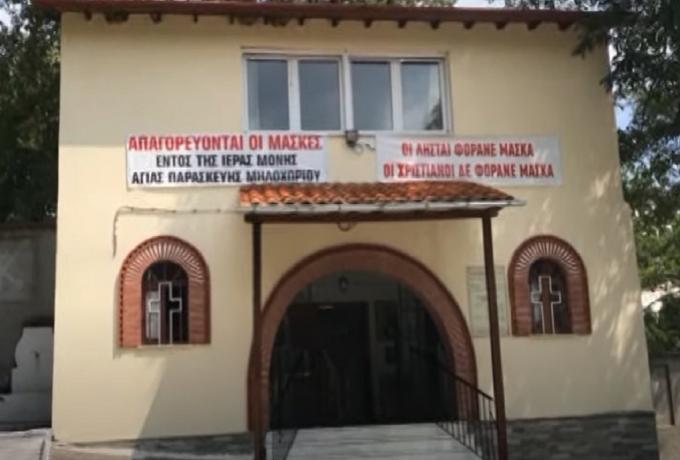 ΑΠΑΓΟΡΕΥΟΝΤΑΙ ΟΙ ΜΑΣΚΕΣ
ΕΝΤΟΣ ΤΗΣ ΙΕΡΑΣ ΜΟΝΗΣ
ΑΓΙΑΣ ΠΑΡΑΣΚΕΥΗΣ ΜΗΛΟΧΩΡΙΟΥ
ΟΙ ΛΗΣΤΑΙ ΦΟΡΑΝΕ ΜΑΣΚΑ
ΟΙ ΧΡΙΣΤΙΑΝΟΙ ΔΕ ΦΟΡΑΝΕ ΜΑΣΚΑ